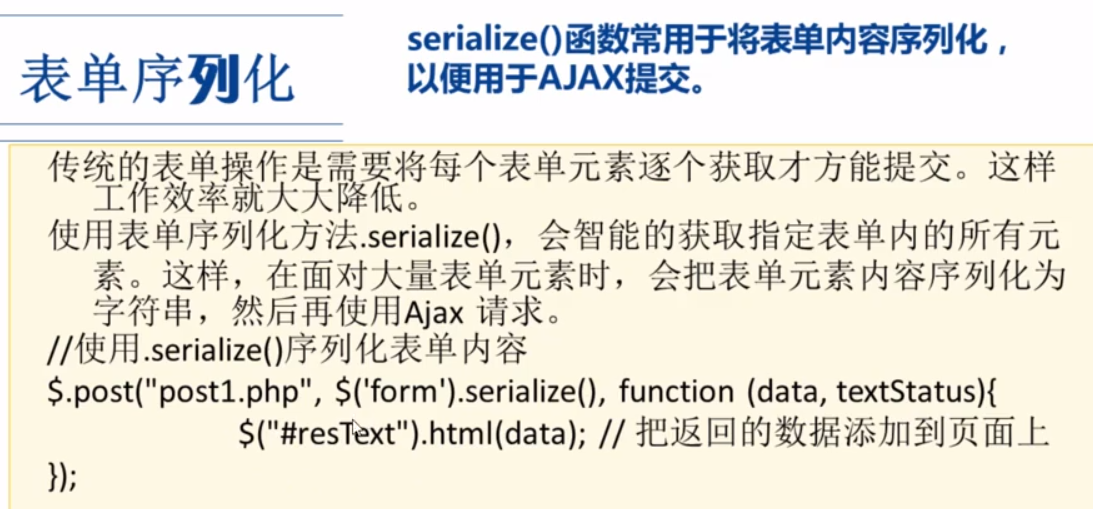 表单序列化
serialize()函数常用于将表单内容序列化，
以便用于AJAX提交。
传统的表单操作是需要将每个表单元素逐个获取才方能提交。这样
工作效率就大大降低。
使用表单序列化方法.serialize()，会智能的获取指定表单内的所有元
素。这样，在面对大量表单元素时，会把表单元素内容序列化为
字符串，然后再使用Ajax 请求。
//使用.serialize()序列化表单内容
$.post("post1.php", $('form').serialize(), function (data, textStatus){
$("#resText").html(data); // 把返回的数据添加到页面上
});